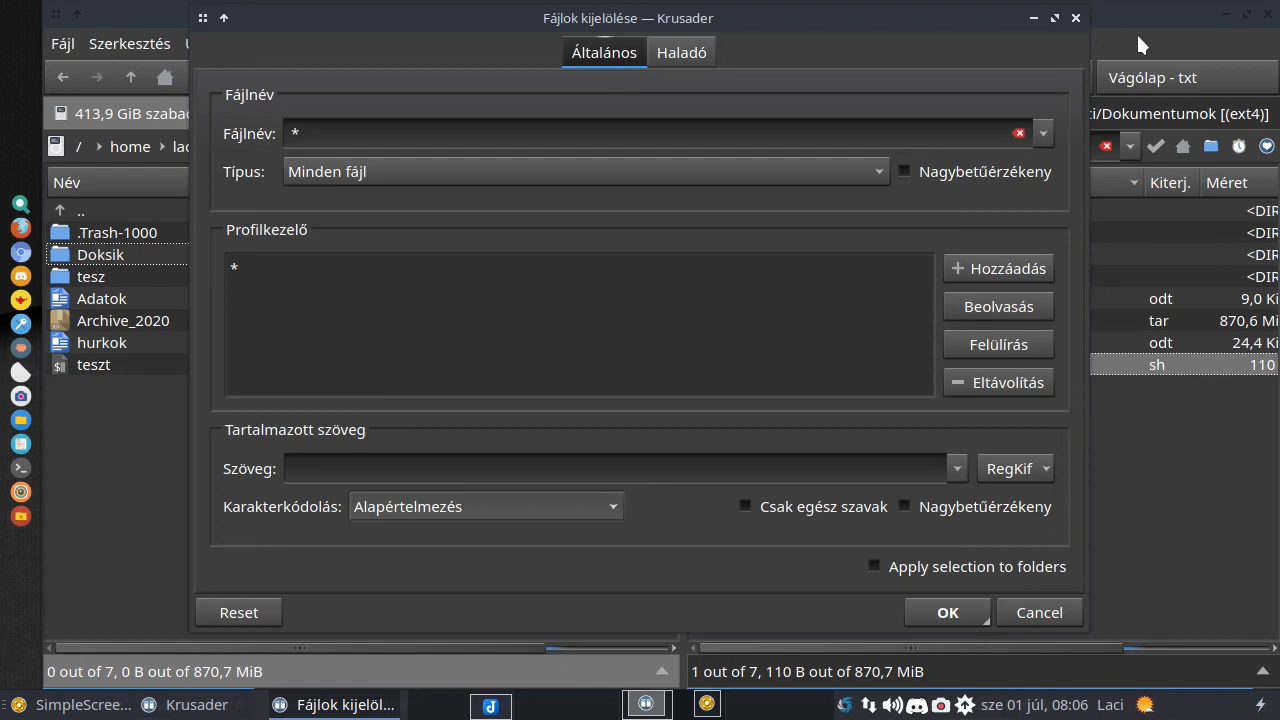 Fájlok kijelölése — Krusader
Fájl Szerkesztés
Általános Haladó
Vágólap - txt
Fájlnév
413,9 GiB szabad
ci/Dokumentumok [(ext4)]
Fájlnév: *
/ > home > lac
Típus: Minden fájl Nagybetűérzékeny
Név
Kiterj. Méret
..
<DIR
Profilkezelő
.Trash-1000
<DIR
Doksik
<DIR
* + Hozzáadás
tesz
<DIR
Adatok
odt 9,0 Ki
Beolvasás
Archive_2020
tar 870,6 Mi
hurkok
odt 24,4 Ki
Felülírás
teszt
sh 110
Eltávolítás
Tartalmazott szöveg
Szöveg: RegKif
Karakterkódolás: Alapértelmezés Csak egész szavak Nagybetűérzékeny
Apply selection to folders
Reset OK Cancel
0 out of 7, 0 B out of 870,7 MiB
1 out of 7, 110 B out of 870,7 MiB
SimpleScree... Krusader Fájlok kijelöl... sze 01 júl, 08:06 Laci